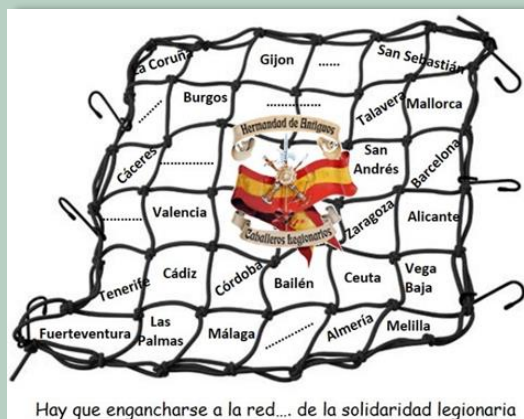 La Coruña
Gijon
......
San Sebastián
.......
Burgos
................
Talavera
Mallorca
Hermandad de Antiguos
Cáceres
..............
San
Andrés
Barcelona
...........
Valencia
Caballeros Legionarios
Zaragoza
Alicante
Tenerife
Cádiz
Córdoba
Bailén
Ceuta
Vega
Baja
Fuerteventura
Las
Palmas
Málaga
...........
Almería
Melilla
Hay que engancharse a la red.... de la solidaridad legionaria